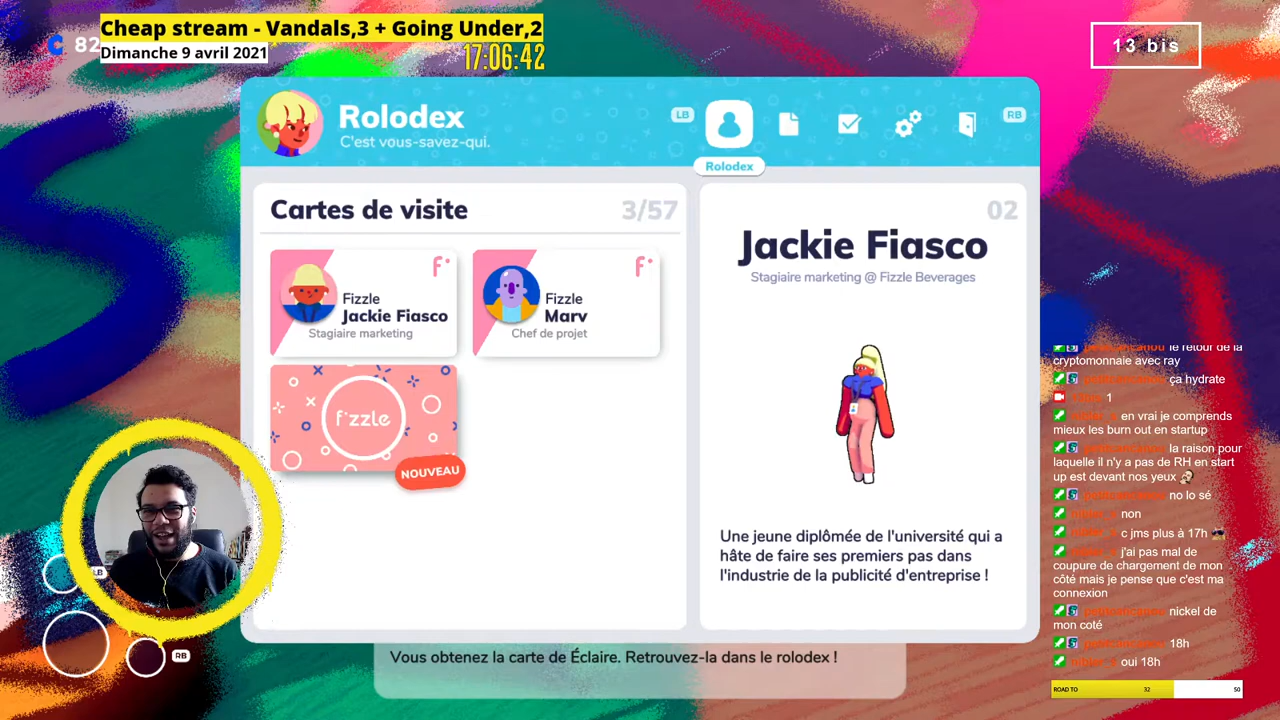 Cheap stream - Vandals,3 + Going Under,2
Dimanche 9 avril 2021
17:06:42
82
13 bis
Rolodex
C'est vous-savez-qui.
LB
RB
Rolodex
Cartes de visite
3/57
Fizzle
Jackie Fiasco
Stagiaire marketing
Fizzle
Marv
Chef de projet
fizzle
NOUVEAU
02
Jackie Fiasco
Stagiaire marketing @ Fizzle Beverages
Une jeune diplômée de l'université qui a
hâte de faire ses premiers pas dans
l'industrie de la publicité d'entreprise !
Vous obtenez la carte de Éclaire. Retrouvez-la dans le rolodex !
LB
RB
le retour de la
cryptomonnaie avec ray
ça hydrate
1
en vrai je comprends
mieux les burn out en startup
la raison pour
laquelle il n'y a pas de RH en start
up est devant nos yeux
no lo sé
non
c jms plus à 17h
j'ai pas mal de
coupure de chargement de mon
côté mais je pense que c'est ma
connexion
nickel de
mon coté
18h
oui 18h
ROAD TO
32
50